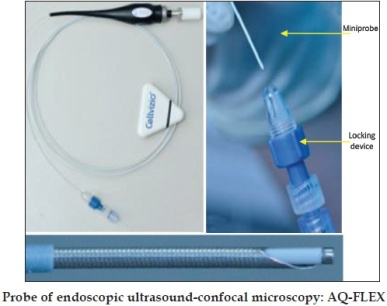 Cellvizio
Miniprobe
Locking
device
Probe of endoscopic ultrasound-confocal microscopy: AQ-FLEX